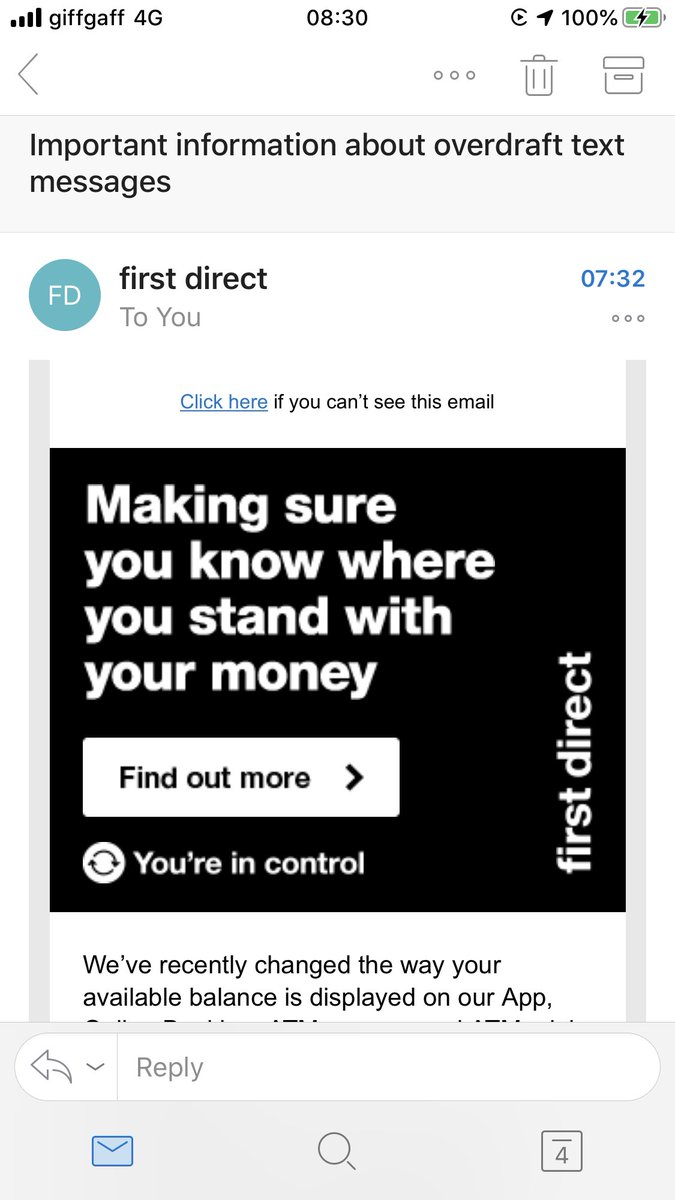 giffgaff 4G 08:30 100%
Important information about overdraft text
messages
FD
first direct
07:32
To You
Click here if you can't see this email
Making sure
you know where
you stand with
your money
Find out more
You're in control
first direct
We've recently changed the way your
available balance is displayed on our App,
Reply
4